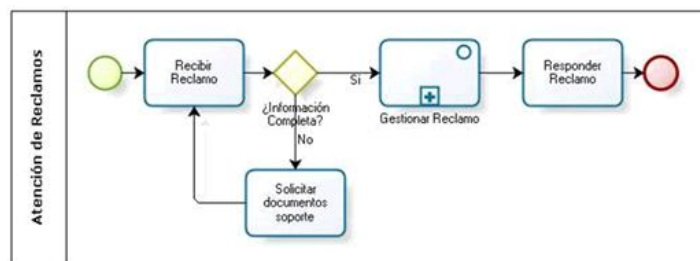 Atención de Reclamos
Recibir
Reclamo
¿Información
Completa?
Si
No
Gestionar Reclamo
Responder
Reclamo
Solicitar
documentos
soporte